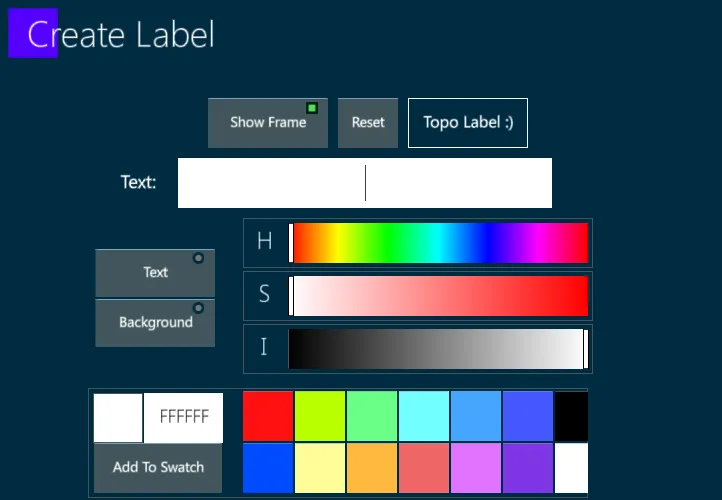 Create Label
Show Frame
Reset
Topo Label :)
Text:
H
Text
S
Background
I
FFFFFF
Add To Swatch